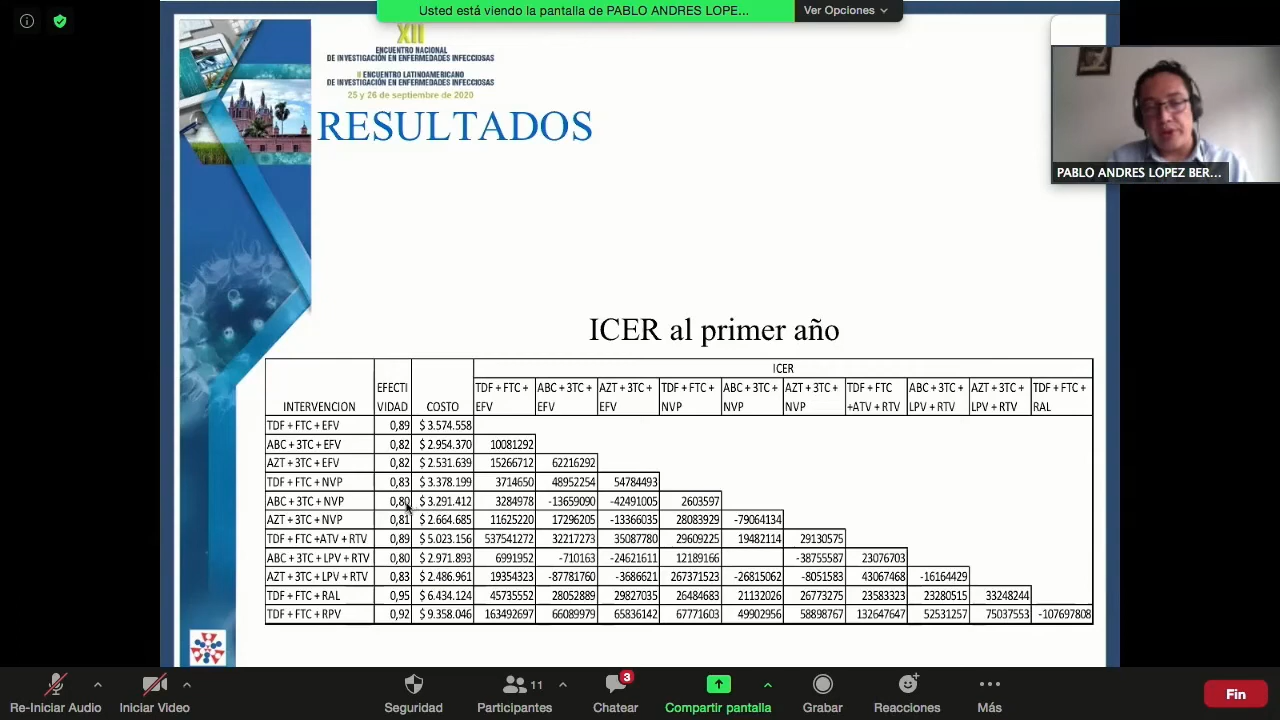 Usted está viendo la pantalla de PABLO ANDRES LOPE...
Ver Opciones
XII
ENCUENTRO NACIONAL
DE INVESTIGACIÓN EN ENFERMEDADES INFECCIOSAS
II ENCUENTRO LATINOAMERICANO
DE INVESTIGACIÓN EN ENFERMEDADES INFECCIOSAS
25 y 26 de septiembre de 2020
RESULTADOS
PABLO ANDRES LOPEZ BER...
ICER al primer año
ICER
INTERVENCION EFECTI VIDAD COSTO TDF + FTC + EFV ABC + 3TC + EFV AZT + 3TC + EFV TDF + FTC + NVP ABC + 3TC + NVP AZT + 3TC + NVP TDF + FTC +ATV + RTV ABC + 3TC + LPV + RTV AZT + 3TC + LPV + RTV TDF + FTC + RAL
TDF + FTC + EFV 0,89 $ 3.574.558
ABC + 3TC + EFV 0,82 $ 2.954.370 10081292
AZT + 3TC + EFV 0,82 $ 2.531.639 15266712 62216292
TDF + FTC + NVP 0,83 $ 3.378.199 3714650 48952254 54784493
ABC + 3TC + NVP 0,80 $ 3.291.412 3284978 -13659090 -42491005 2603597
AZT + 3TC + NVP 0,81 $ 2.664.685 11625220 17296205 -13366035 28083929 -79064134
TDF + FTC +ATV + RTV 0,89 $ 5.023.156 537541272 32217273 35087780 29609225 19482114 29130575
ABC + 3TC + LPV + RTV 0,80 $ 2.971.893 6991952 -710163 -24621611 12189166 -38755587 23076703
AZT + 3TC + LPV + RTV 0,83 $ 2.486.961 19354323 -87781760 -3686621 267371523 -26815062 -8051583 43067468 -16164429
TDF + FTC + RAL 0,95 $ 6.434.124 45735552 28052889 29827035 26484683 21132026 26773275 23583323 23280515 33248244
TDF + FTC + RPV 0,92 $ 9.358.046 163492697 66089979 65836142 67771603 49902956 58898767 132647647 52531257 75037553 -107697808
Re-Iniciar Audio
Iniciar Video
Seguridad
11
Participantes
3
Chatear
Compartir pantalla
Grabar
Reacciones
Más
Fin